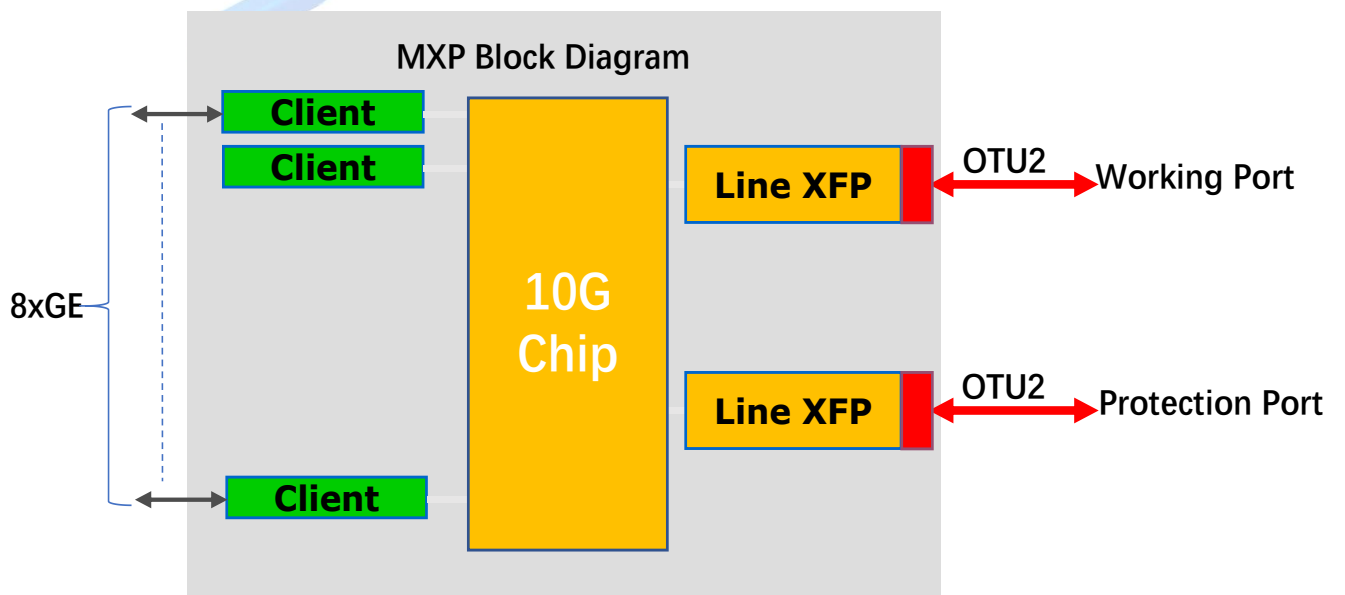 MXP Block Diagram
Client
Client
8xGE
Client
10G
Chip
Line XFP
OTU2
Working Port
Line XFP
OTU2
Protection Port